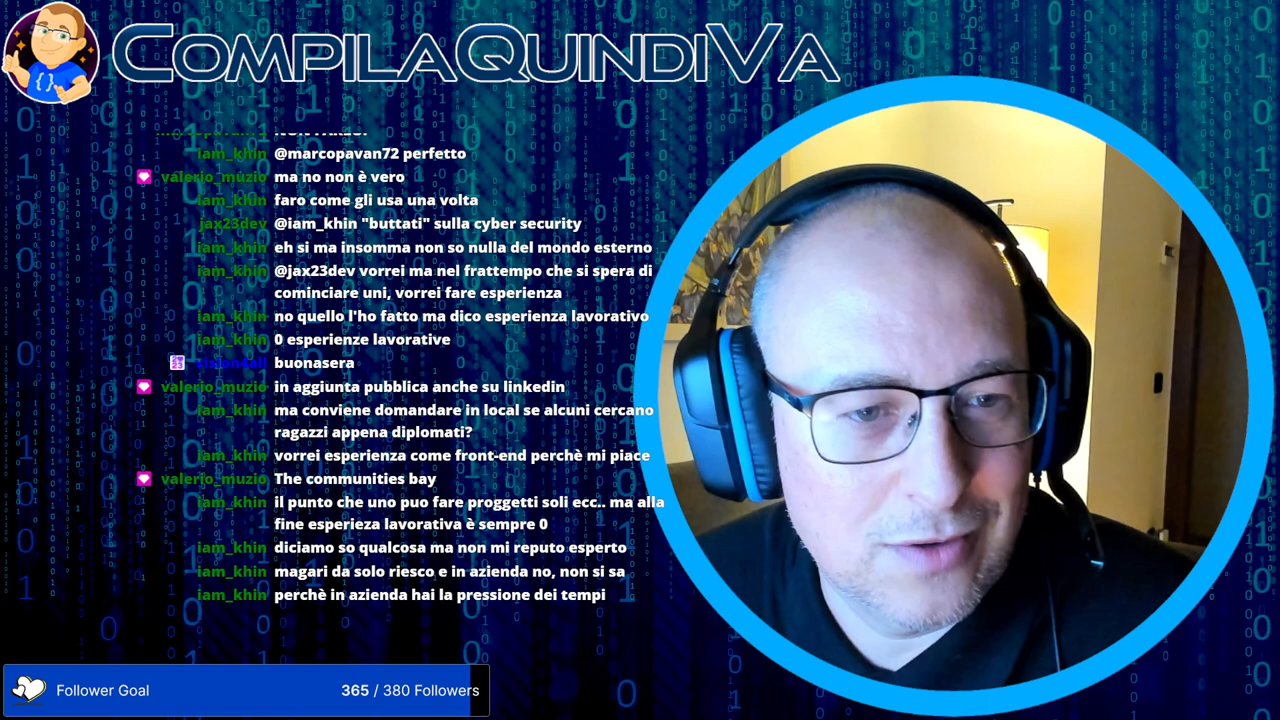 CompilaQuindiVa
iam_khin @marcopavan72 perfetto
valerio_muzio ma no non è vero
iam_khin faro come gli usa una volta
jax23dev @iam_khin "buttati" sulla cyber security
iam_khin eh si ma insomma non so nulla del mondo esterno
iam_khin @jax23dev vorrei ma nel frattempo che si spera di
cominciare uni, vorrei fare esperienza
iam_khin no quello l'ho fatto ma dico esperienza lavorativo
iam_khin 0 esperienze lavorative
vision4all buonasera
valerio_muzio in aggiunta pubblica anche su linkedin
iam_khin ma conviene domandare in local se alcuni cercano
ragazzi appena diplomati?
iam_khin vorrei esperienza come front-end perchè mi piace
valerio_muzio The communities bay
iam_khin il punto che uno puo fare proggetti soli ecc.. ma alla
fine esperieza lavorativa è sempre 0
iam_khin diciamo so qualcosa ma non mi reputo esperto
iam_khin magari da solo riesco e in azienda no, non si sa
iam_khin perchè in azienda hai la pressione dei tempi
Follower Goal 365 / 380 Followers